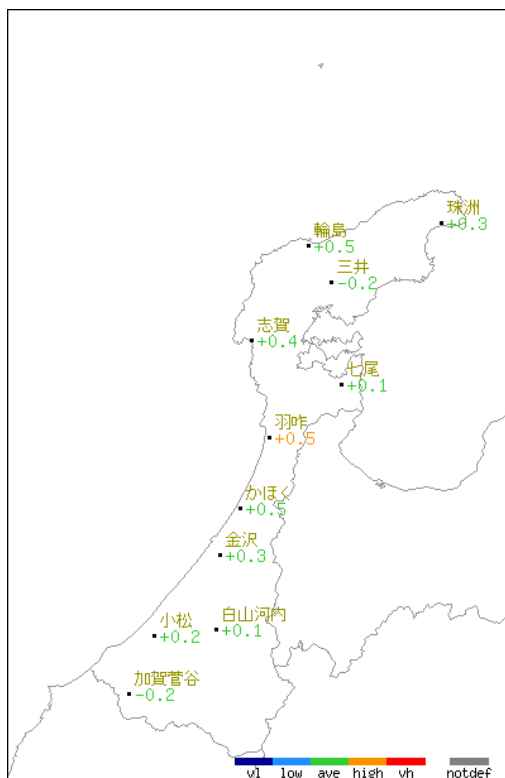 珠洲
+0.3
輪島
+0.5
三井
-0.2
志賀
+0.4
七尾
+0.1
羽咋
+0.5
かほく
+0.5
金沢
+0.3
白山河内
+0.1
小松
+0.2
加賀菅谷
-0.2
vl low ave high vh notdef